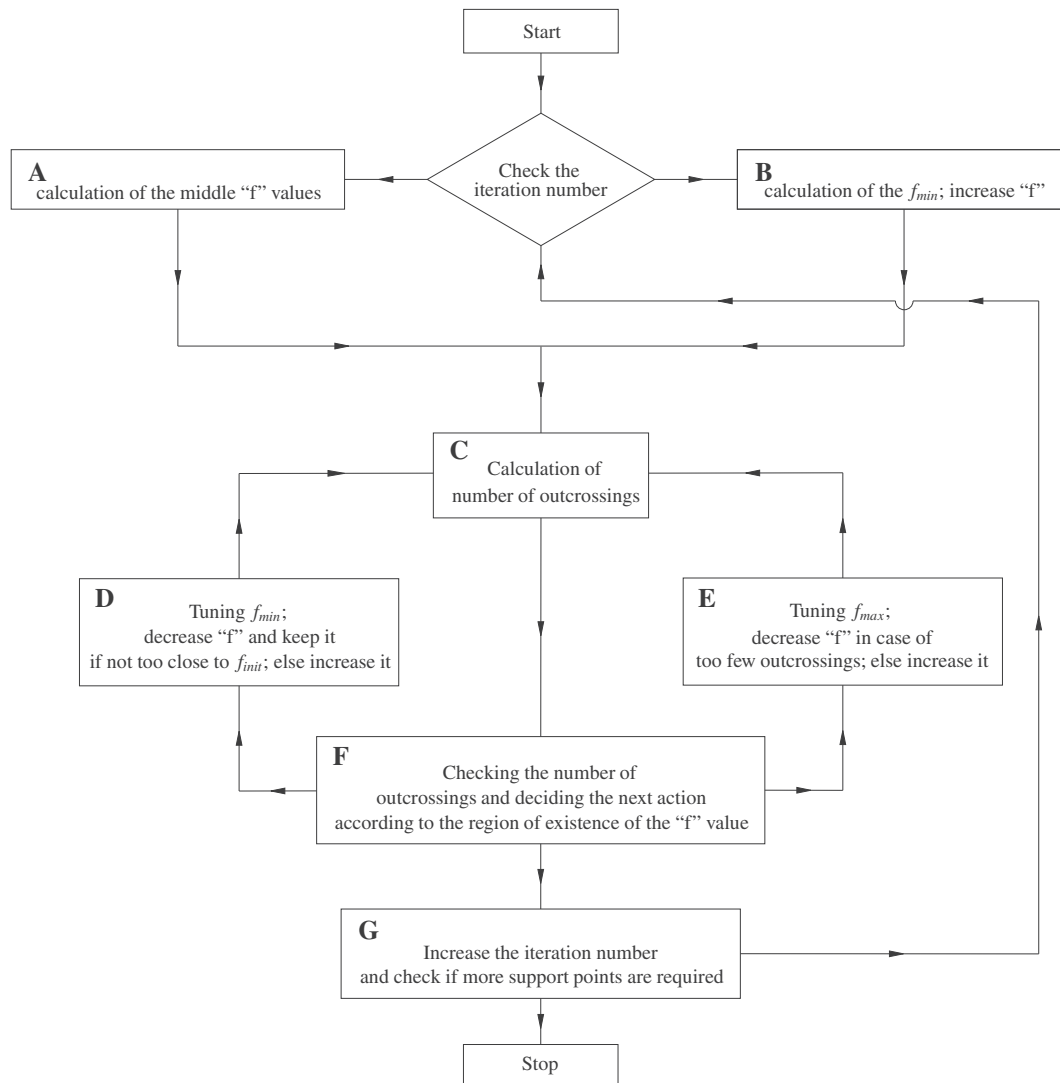 Start
Check the
iteration number
A
calculation of the middle “f” values
B
calculation of the fmin; increase “f”
C
Calculation of
number of outcrossings
D
Tuning fmin;
decrease “f” and keep it
if not too close to finit; else increase it
E
Tuning fmax;
decrease “f” in case of
too few outcrossings; else increase it
F
Checking the number of
outcrossings and deciding the next action
according to the region of existence of the “f” value
G
Increase the iteration number
and check if more support points are required
Stop